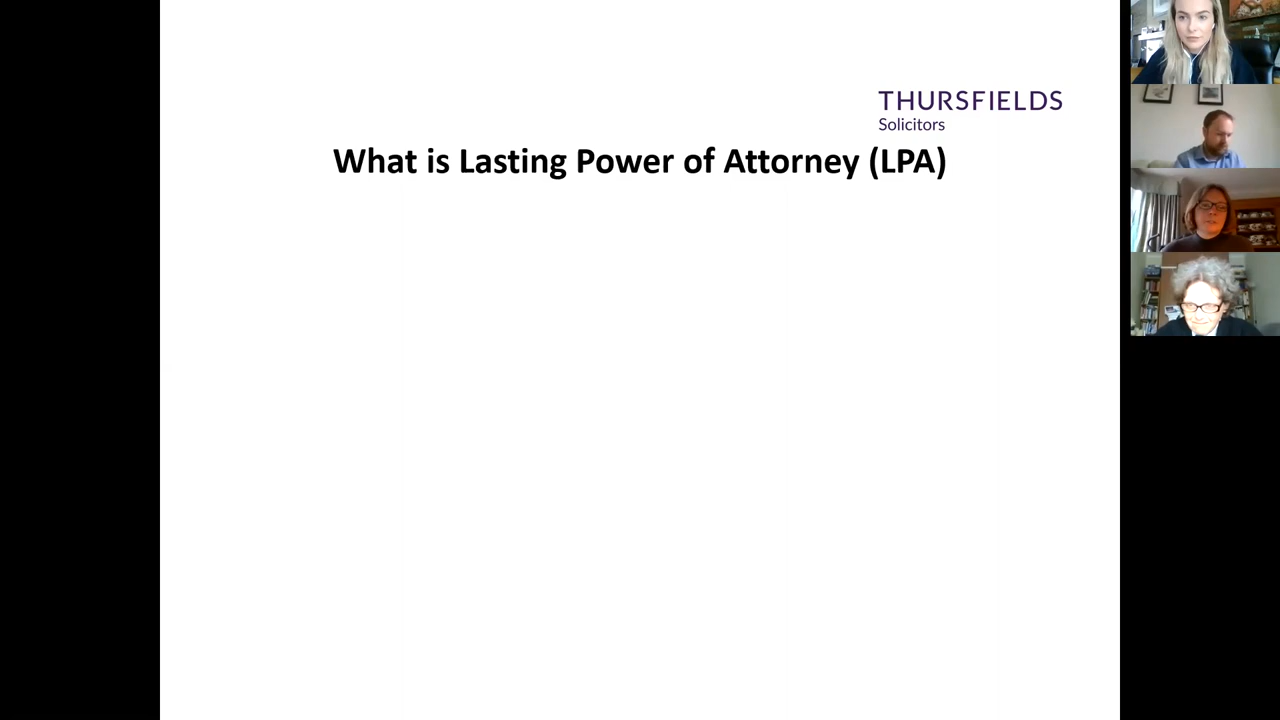 THURSFIELDS
Solicitors
What is Lasting Power of Attorney (LPA)